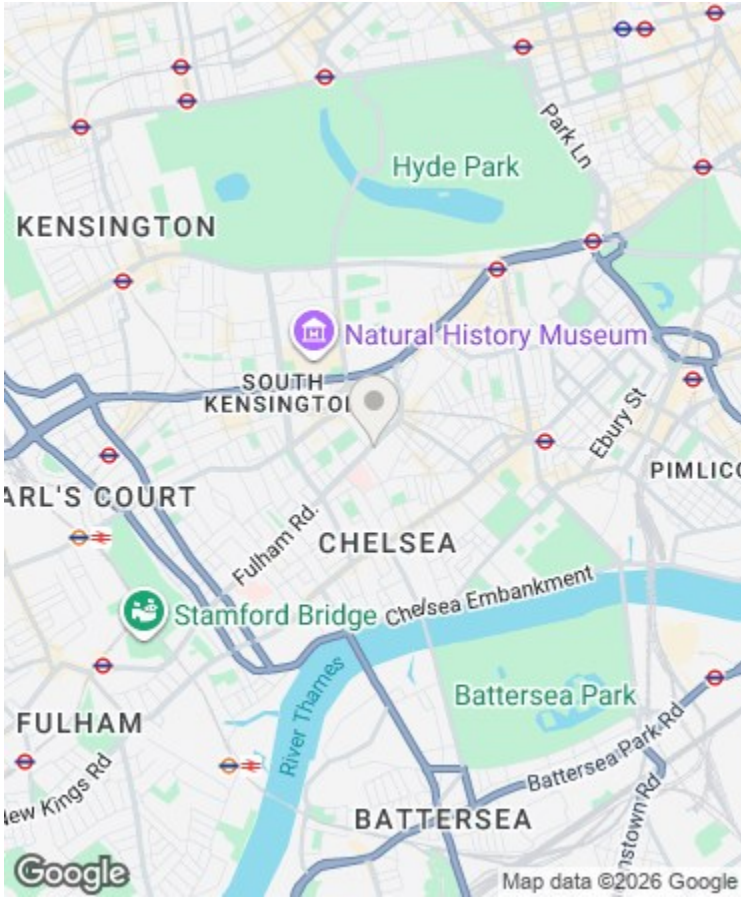 Hyde Park
Park Ln
KENSINGTON
Natural History Museum
SOUTH
KENSINGTO
Ebury St
PIMLICO
ARL'S COURT
Fulham Rd.
CHELSEA
Chelsea Embankment
Stamford Bridge
River Thames
Battersea Park
FULHAM
New Kings Rd
Battersea Park Rd
BATTERSEA
nstown Rd
Google
Map data ©2026 Google